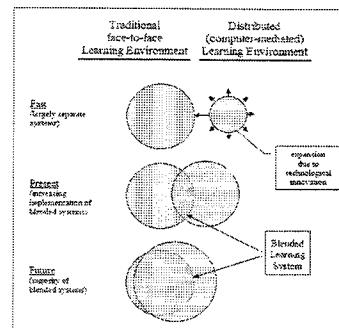 Traditional
face-to-face
Learning Environment
Distributed
(computer-mediated)
Learning Environment
Past
(largely separate
systems)
expansion
due to
technological
innovation
Present
(increasing
implementation of
blended systems)
Blended
Learning
System
Future
(majority of
blended systems)